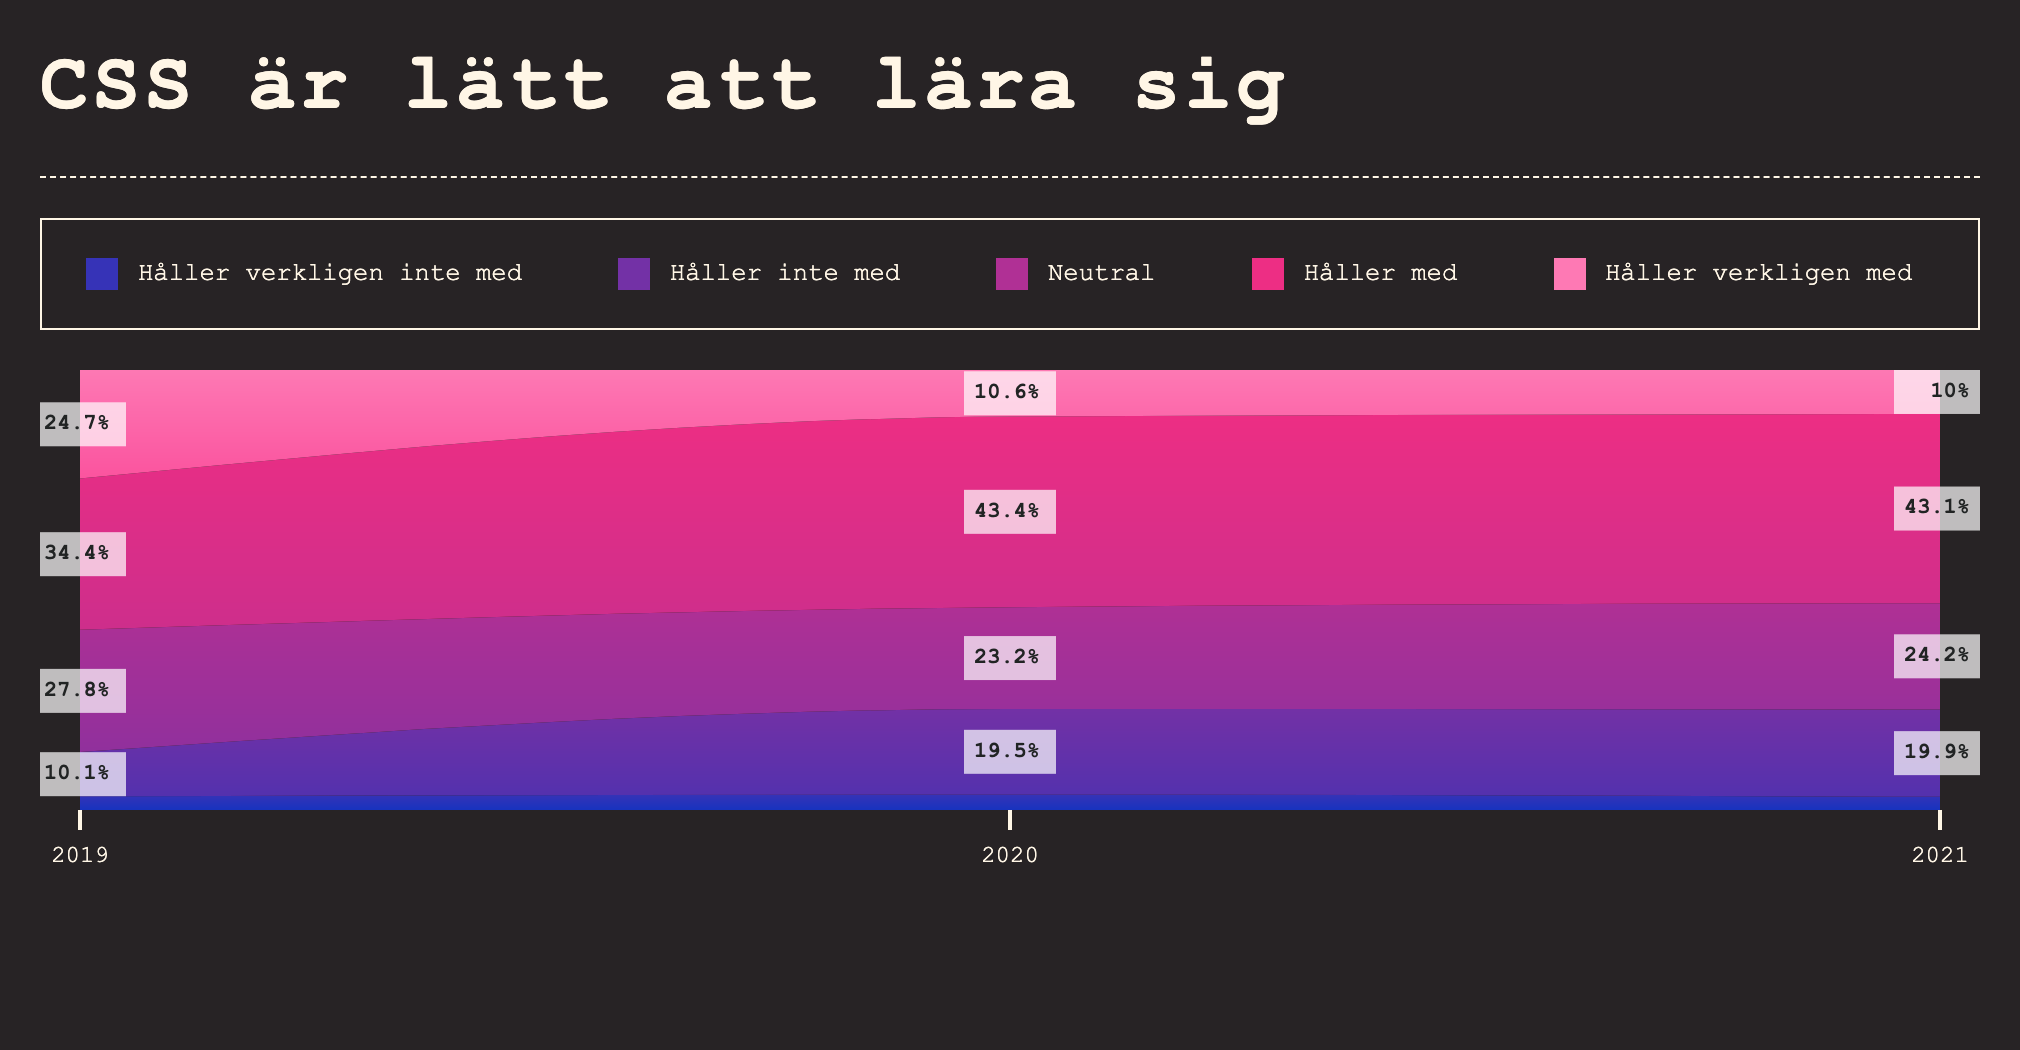 CSS är lätt att lära sig
Håller verkligen inte med
Håller inte med
Neutral
Håller med
Håller verkligen med
24.7%
10.6%
10%
34.4%
43.4%
43.1%
27.8%
23.2%
24.2%
10.1%
19.5%
19.9%
2019
2020
2021